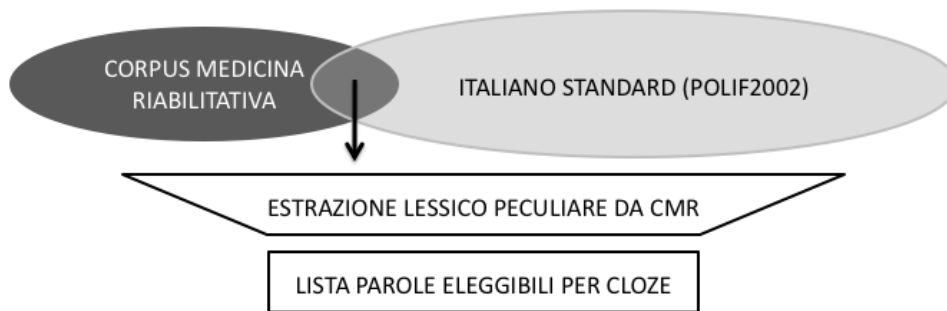 CORPUS MEDICINA
RIABILITATIVA
ITALIANO STANDARD (POLIF2002)
ESTRAZIONE LESSICO PECULIARE DA CMR
LISTA PAROLE ELEGGIBILI PER CLOZE